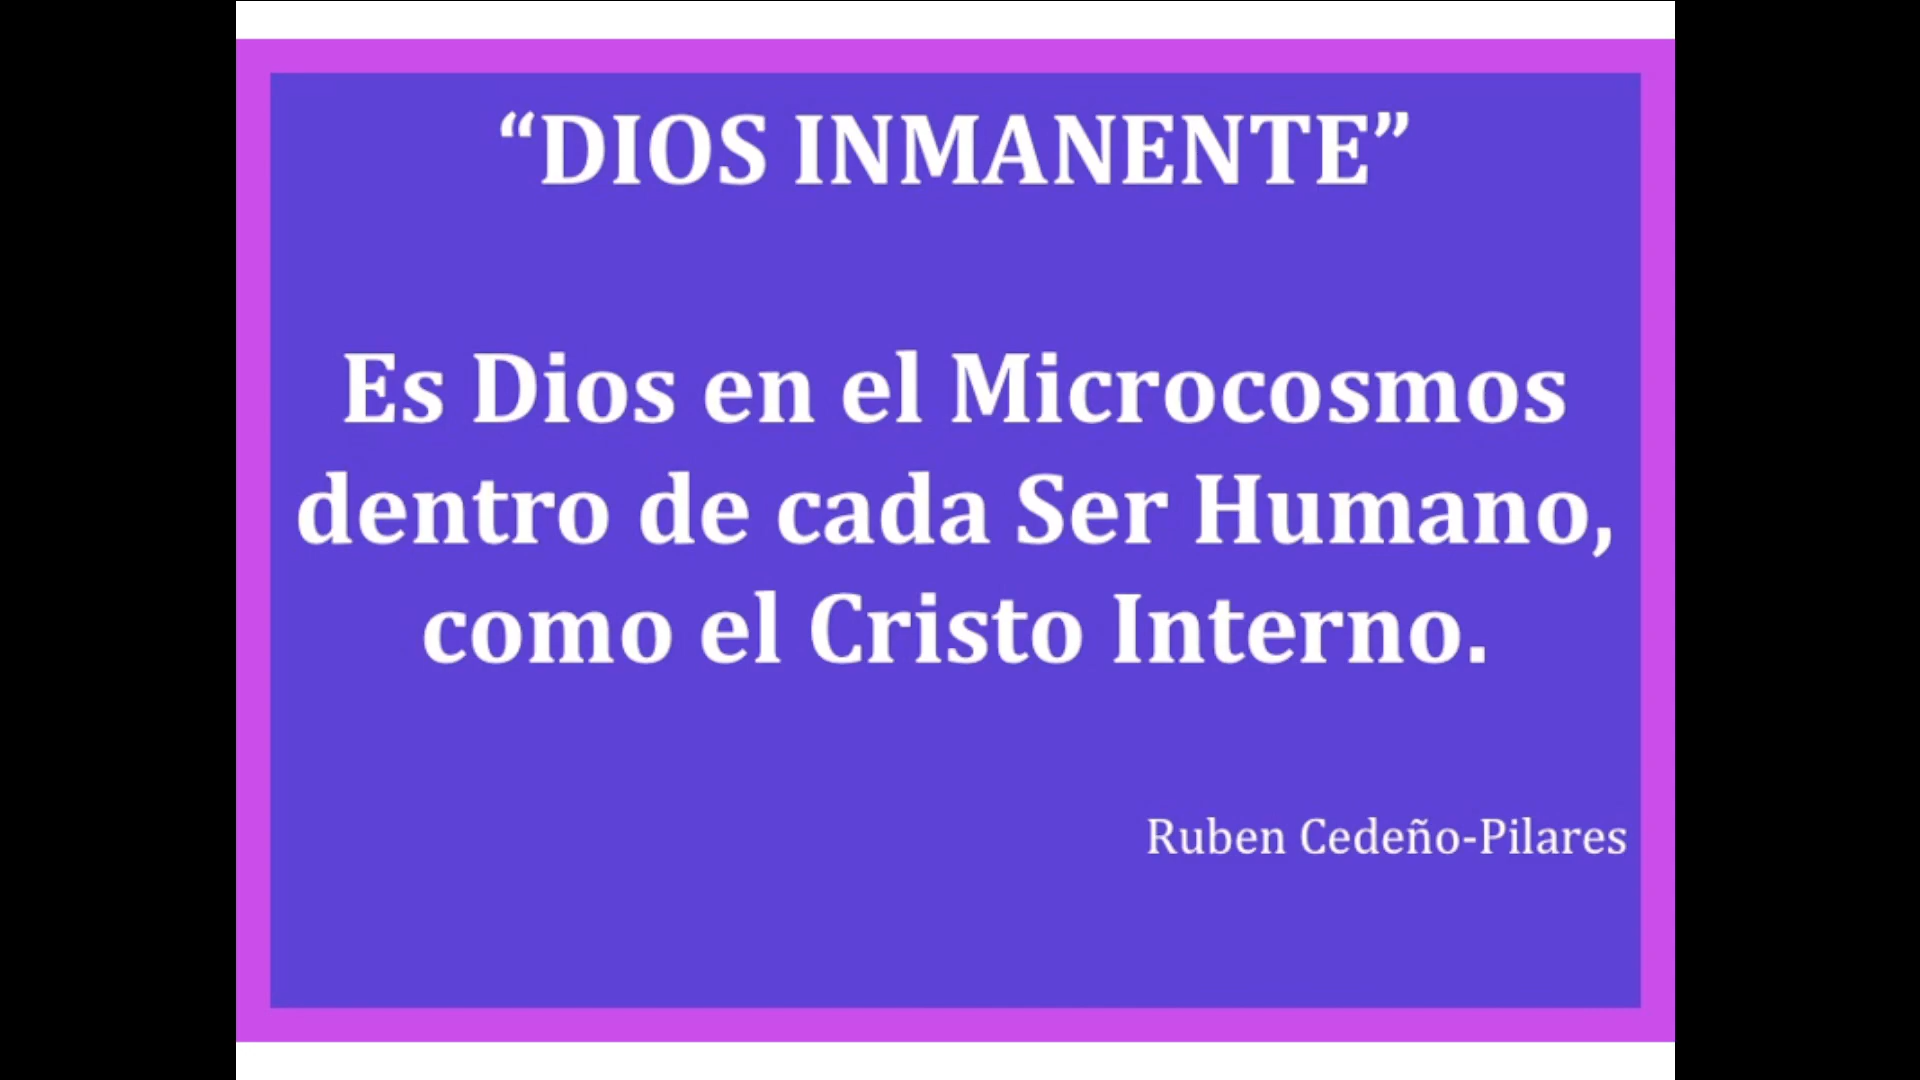 “DIOS INMANENTE”
Es Dios en el Microcosmos
dentro de cada Ser Humano,
como el Cristo Interno.
Ruben Cedeño-Pilares